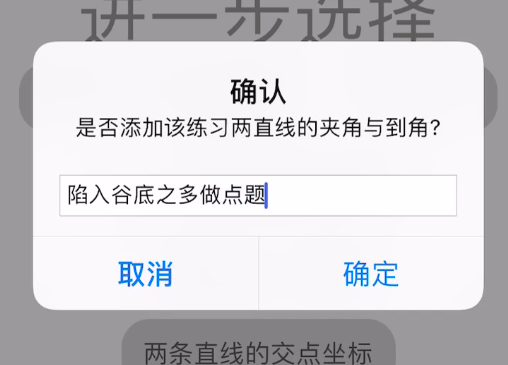 进一步选择
确认
是否添加该练习两直线的夹角与到角?
陷入谷底之多做点题
取消
确定
两条直线的交点坐标